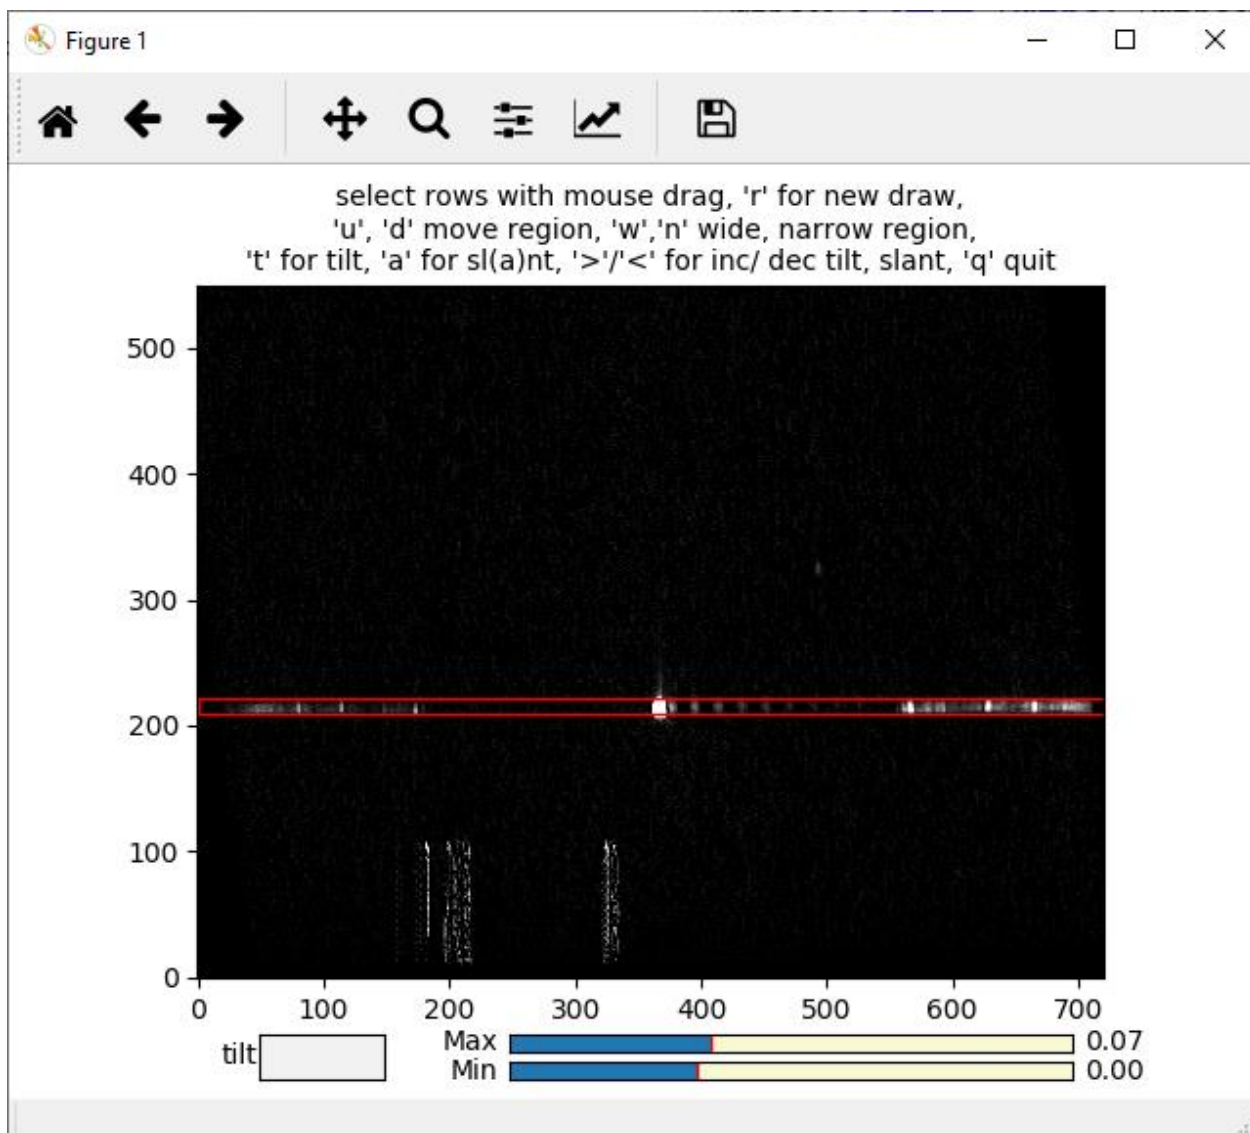 Figure 1
select rows with mouse drag, 'r' for new draw,
'u', 'd' move region, 'w','n' wide, narrow region,
't' for tilt, 'a' for sl(a)nt, '>'/'<' for inc/ dec tilt, slant, 'q' quit
500
400
300
200
100
0
0 100 200 300 400 500 600 700
tilt
Max 0.07
Min 0.00